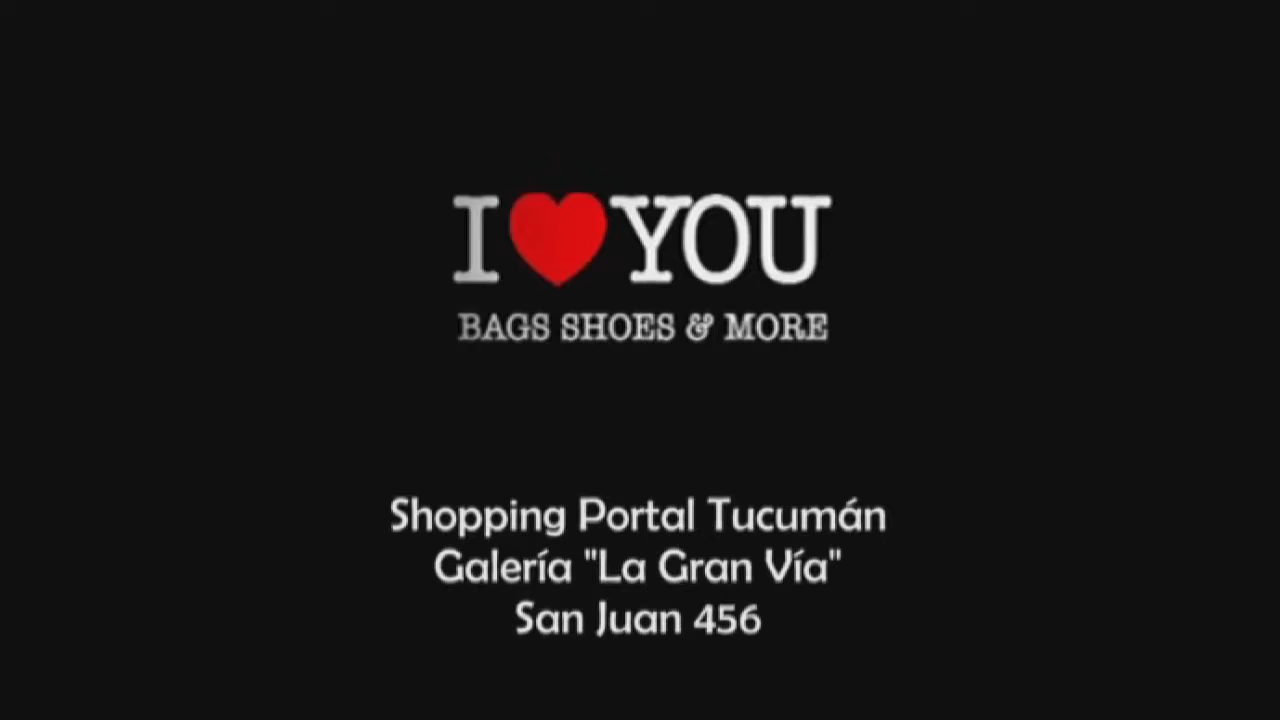 I ❤ YOU
BAGS SHOES & MORE
Shopping Portal Tucumán
Galería "La Gran Vía"
San Juan 456